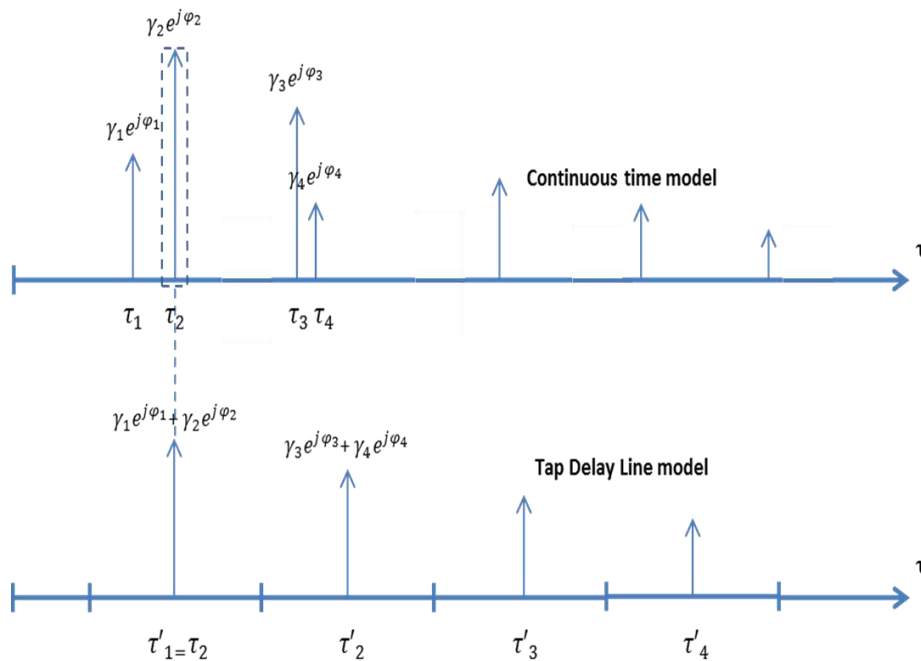 γ₂e^{jφ₂}
γ₃e^{jφ₃}
γ₁e^{jφ₁}
γ₄e^{jφ₄}
Continuous time model
τ
τ₁ τ₂ τ₃ τ₄
γ₁e^{jφ₁}+γ₂e^{jφ₂}
γ₃e^{jφ₃}+γ₄e^{jφ₄}
Tap Delay Line model
τ
τ'₁₌τ₂ τ'₂ τ'₃ τ'₄